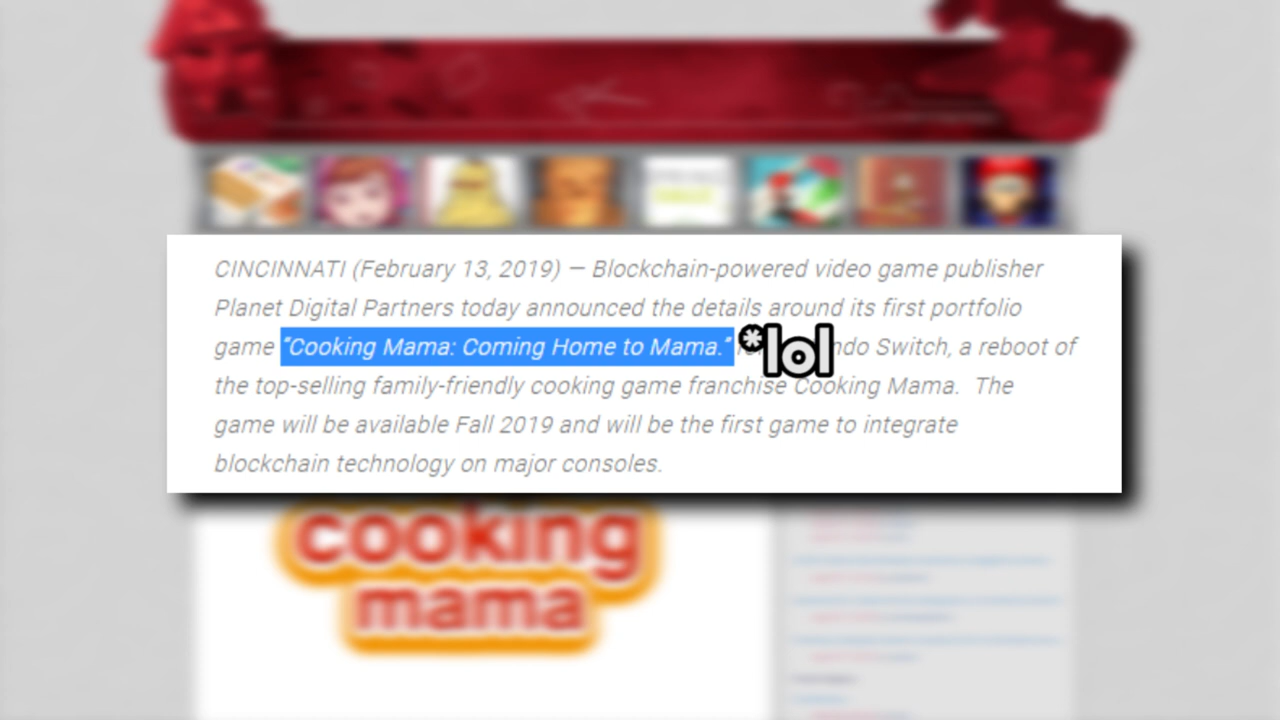 CINCINNATI (February 13, 2019) — Blockchain-powered video game publisher
Planet Digital Partners today announced the details around its first portfolio
game “Cooking Mama: Coming Home to Mama.” *lol ndo Switch, a reboot of
the top-selling family-friendly cooking game franchise Cooking Mama.  The
game will be available Fall 2019 and will be the first game to integrate
blockchain technology on major consoles.
cooking
mama